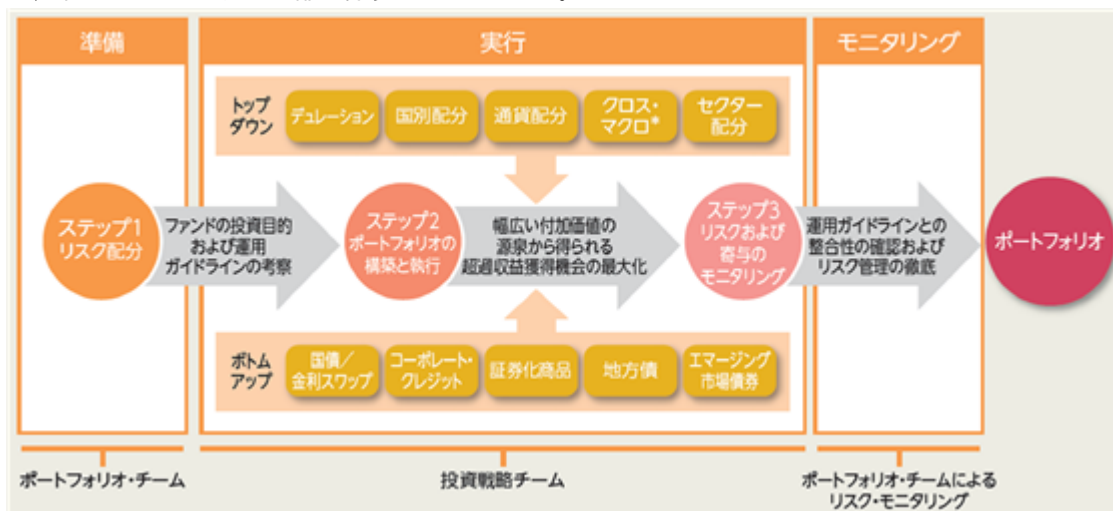 準備
実行
モニタリング
トップ
ダウン
デュレーション
国別配分
通貨配分
クロス・
マクロ*
セクター
配分
ステップ1
リスク配分
ファンドの投資目的
および運用
ガイドラインの考察
ステップ2
ポートフォリオの
構築と執行
幅広い付加価値の
源泉から得られる
超過収益獲得機会の最大化
ステップ3
リスクおよび
寄与の
モニタリング
運用ガイドラインとの
整合性の確認および
リスク管理の徹底
ポートフォリオ
ボトム
アップ
国債／
金利スワップ
コーポレート・
クレジット
証券化商品
地方債
エマージング
市場債券
ポートフォリオ・チーム
投資戦略チーム
ポートフォリオ・チームによる
リスク・モニタリング